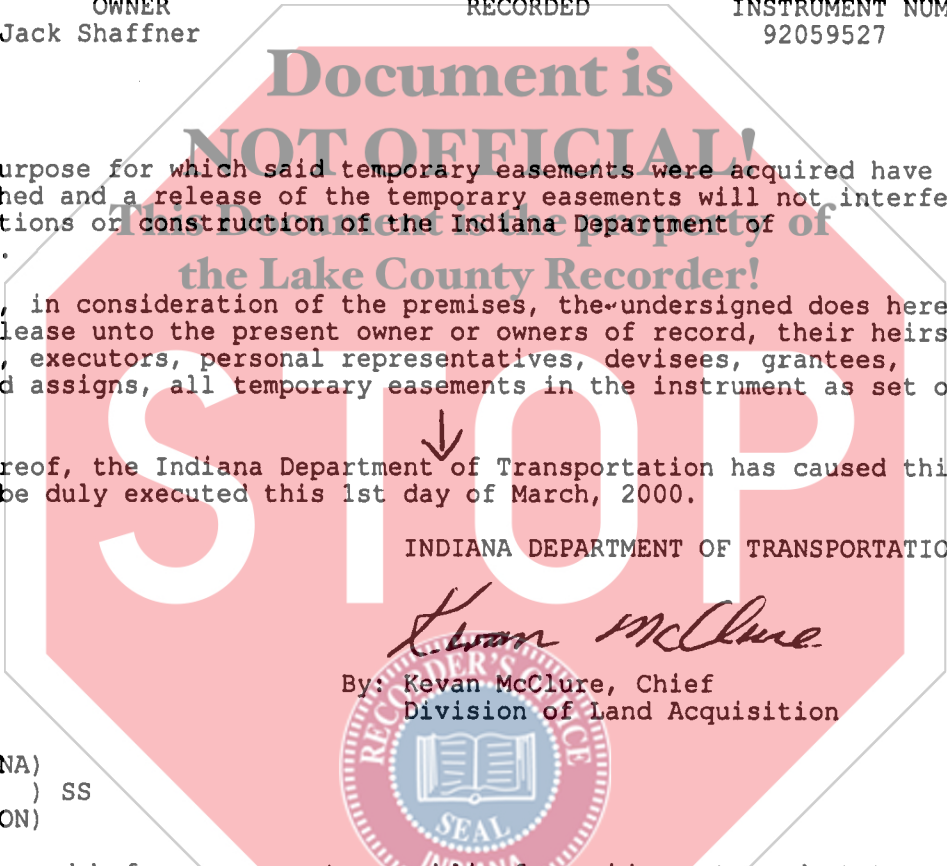 OWNER RECORDED INSTRUMENT NUM
Jack Shaffner 92059527
Document is
NOT OFFICIAL!
urpose for which said temporary easements were acquired have
hed and a release of the temporary easements will not interfe
This Document is the property of
tions of construction of the Indiana Department of
.
the Lake County Recorder!
, in consideration of the premises, the undersigned does here
lease unto the present owner or owners of record, their heirs
, executors, personal representatives, devisees, grantees,
d assigns, all temporary easements in the instrument as set o
STOP
reof, the Indiana Department of Transportation has caused thi
be duly executed this 1st day of March, 2000.
INDIANA DEPARTMENT OF TRANSPORTATIO
Kevan McClure
By: Kevan McClure, Chief
Division of Land Acquisition
RECORDER'S OFFICE
SEAL
NA)
) SS
ON)